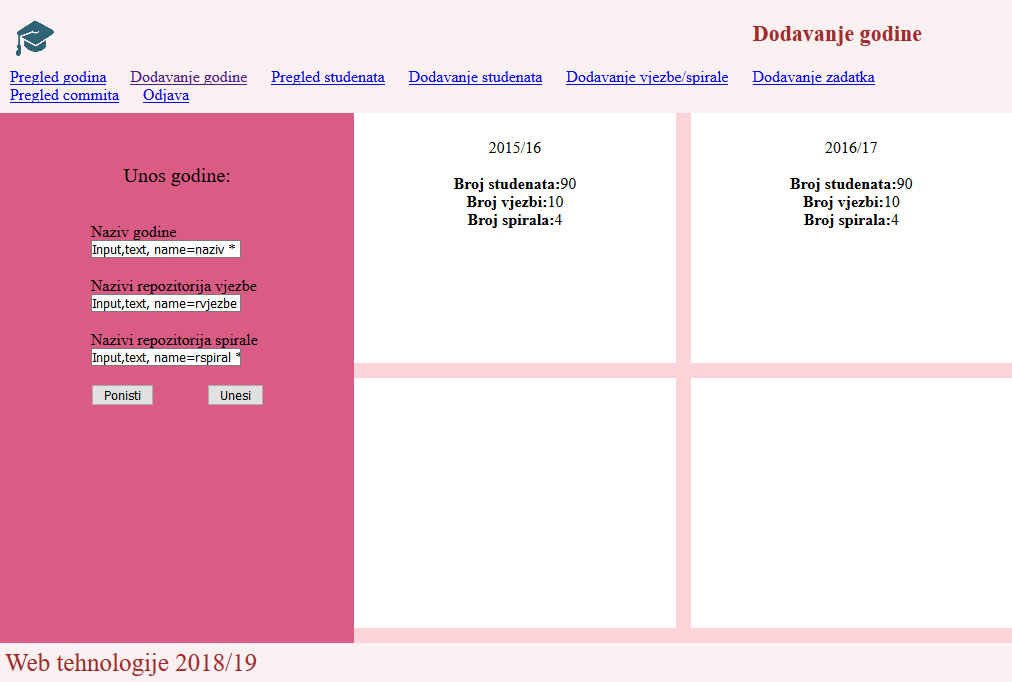 Dodavanje godine
Pregled godina Dodavanje godine Pregled studenata Dodavanje studenata Dodavanje vjezbe/spirale Dodavanje zadatka
Pregled commita Odjava
Unos godine:
Naziv godine
Input,text, name=naziv *
Nazivi repozitorija vjezbe
Input,text, name=rvjezbe
Nazivi repozitorija spirale
Input,text, name=rspiral *
Ponisti Unesi
2015/16
Broj studenata:90
Broj vjezbi:10
Broj spirala:4
2016/17
Broj studenata:90
Broj vjezbi:10
Broj spirala:4
Web tehnologije 2018/19